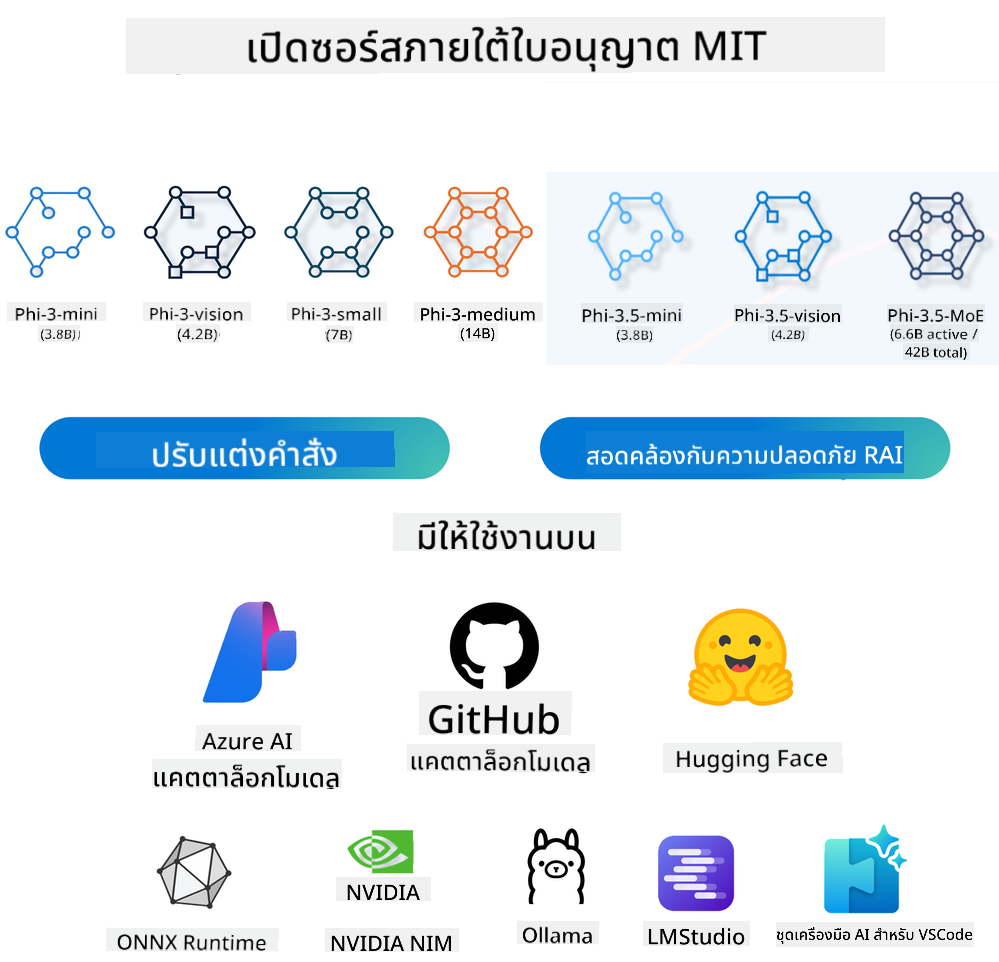 เปิดซอร์สภายใต้ใบอนุญาต MIT
Phi-3-mini
(3.8B))
Phi-3-vision
(4.2B)
Phi-3-small
(7B)
Phi-3-medium
(14B)
Phi-3.5-mini
(3.8B)
Phi-3.5-vision
(4.2B)
Phi-3.5-MoE
(6.6B active /
42B total)
ปรับแต่งคำสั่ง
สอดคล้องกับความปลอดภัย RAI
มีให้ใช้งานบน
Azure AI
แคตตาล็อกโมเดล
GitHub
แคตตาล็อกโมเดล
Hugging Face
ONNX Runtime
NVIDIA
NVIDIA NIM
Ollama
LMStudio
ชุดเครื่องมือ AI สำหรับ VSCode